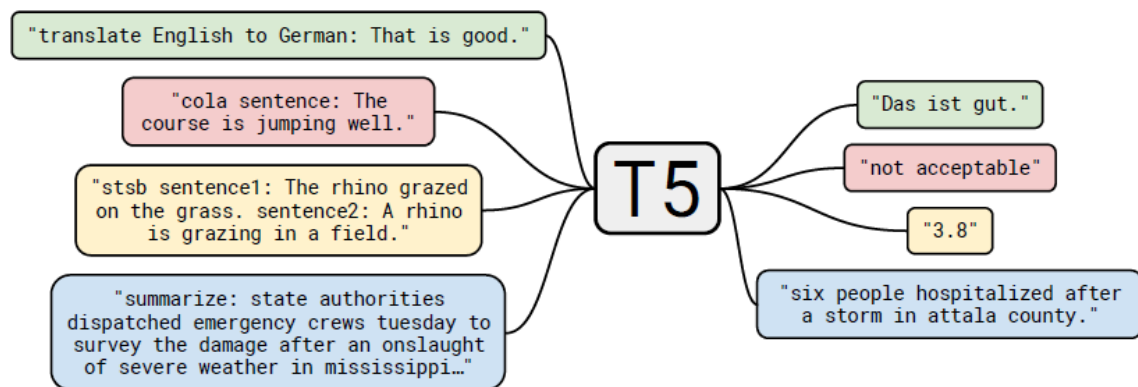 "translate English to German: That is good."
"cola sentence: The
course is jumping well."
"stsb sentence1: The rhino grazed
on the grass. sentence2: A rhino
is grazing in a field."
"summarize: state authorities
dispatched emergency crews tuesday to
survey the damage after an onslaught
of severe weather in mississippi…"
T5
"Das ist gut."
"not acceptable"
"3.8"
"six people hospitalized after
a storm in attala county."